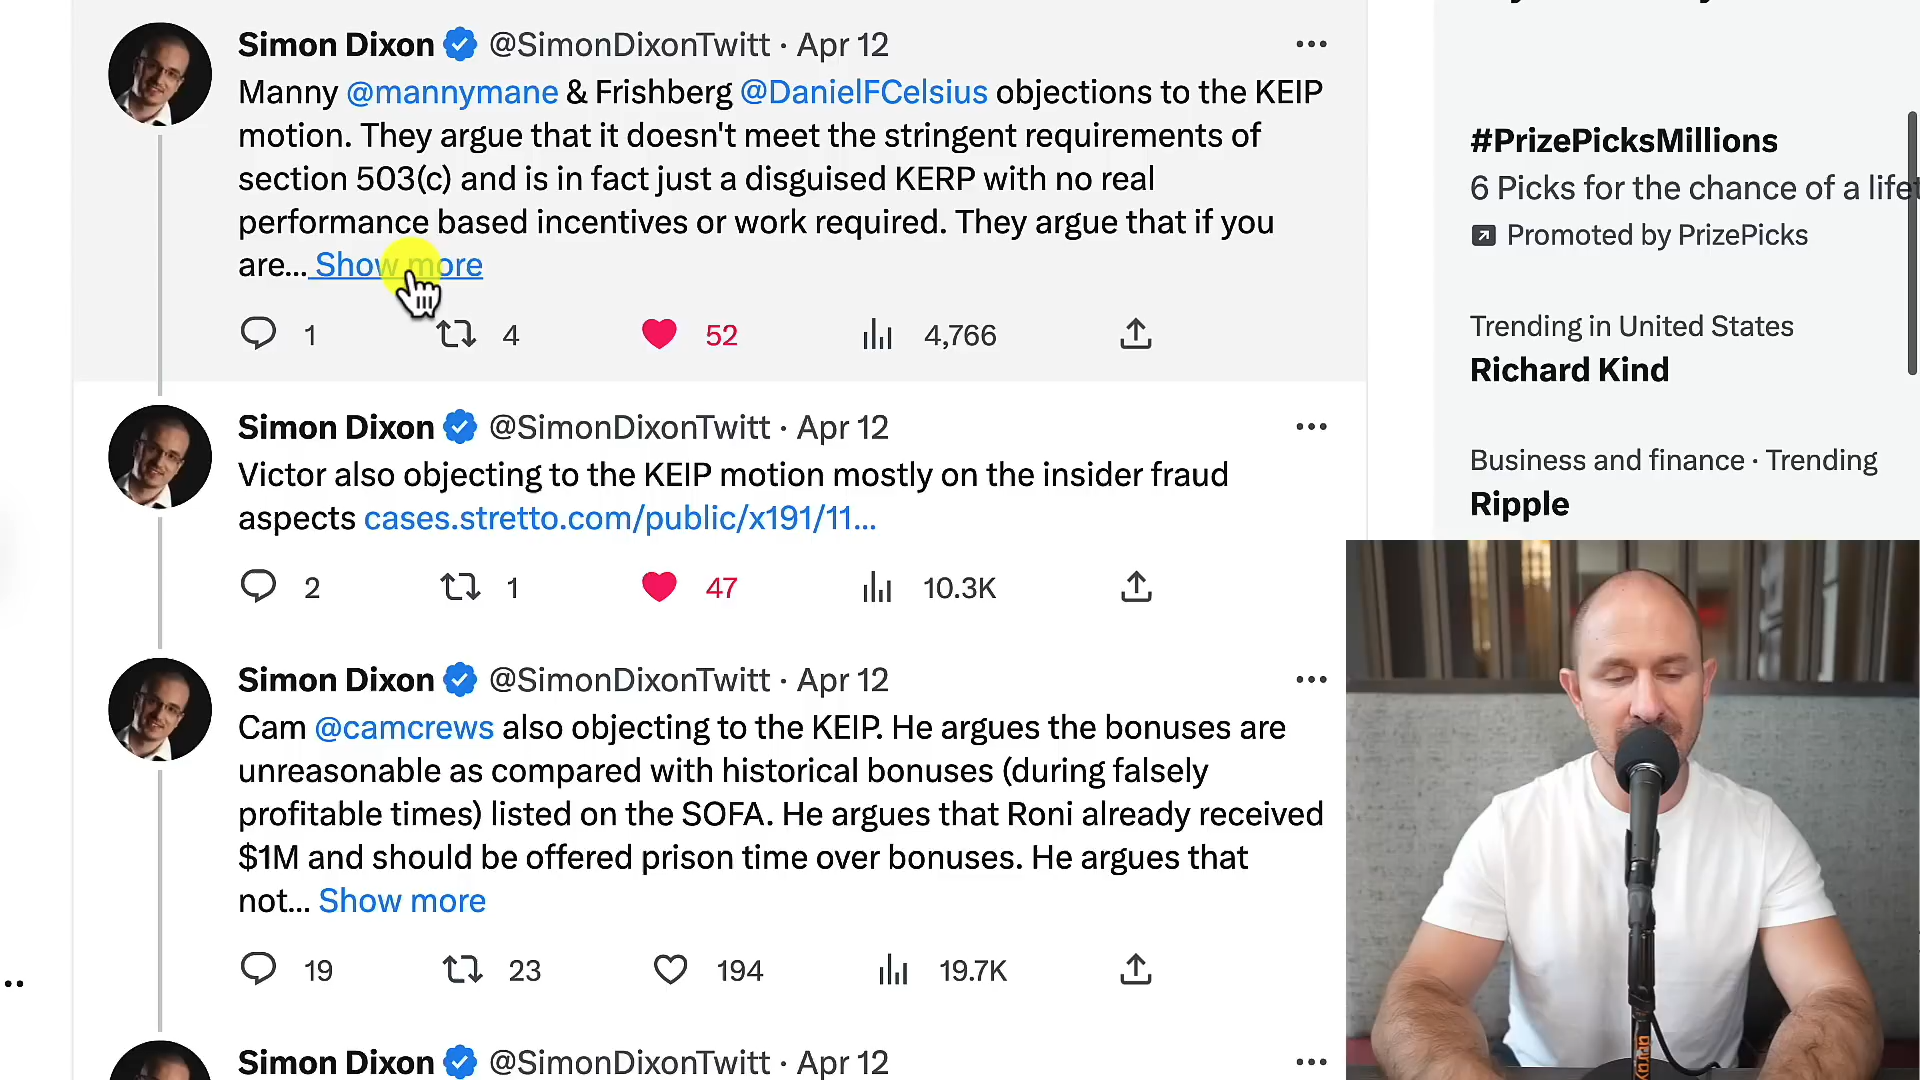 Simon Dixon @SimonDixonTwitt · Apr 12
Manny @mannymane & Frishberg @DanielFCelsius objections to the KEIP
motion. They argue that it doesn't meet the stringent requirements of
section 503(c) and is in fact just a disguised KERP with no real
performance based incentives or work required. They argue that if you
are... Show more
1 4 52 4,766
Simon Dixon @SimonDixonTwitt · Apr 12
Victor also objecting to the KEIP motion mostly on the insider fraud
aspects cases.stretto.com/public/x191/11...
2 1 47 10.3K
Simon Dixon @SimonDixonTwitt · Apr 12
Cam @camcrews also objecting to the KEIP. He argues the bonuses are
unreasonable as compared with historical bonuses (during falsely
profitable times) listed on the SOFA. He argues that Roni already received
$1M and should be offered prison time over bonuses. He argues that
not... Show more
19 23 194 19.7K
Simon Dixon @SimonDixonTwitt · Apr 12
#PrizePicksMillions
6 Picks for the chance of a lifet
Promoted by PrizePicks
Trending in United States
Richard Kind
Business and finance · Trending
Ripple